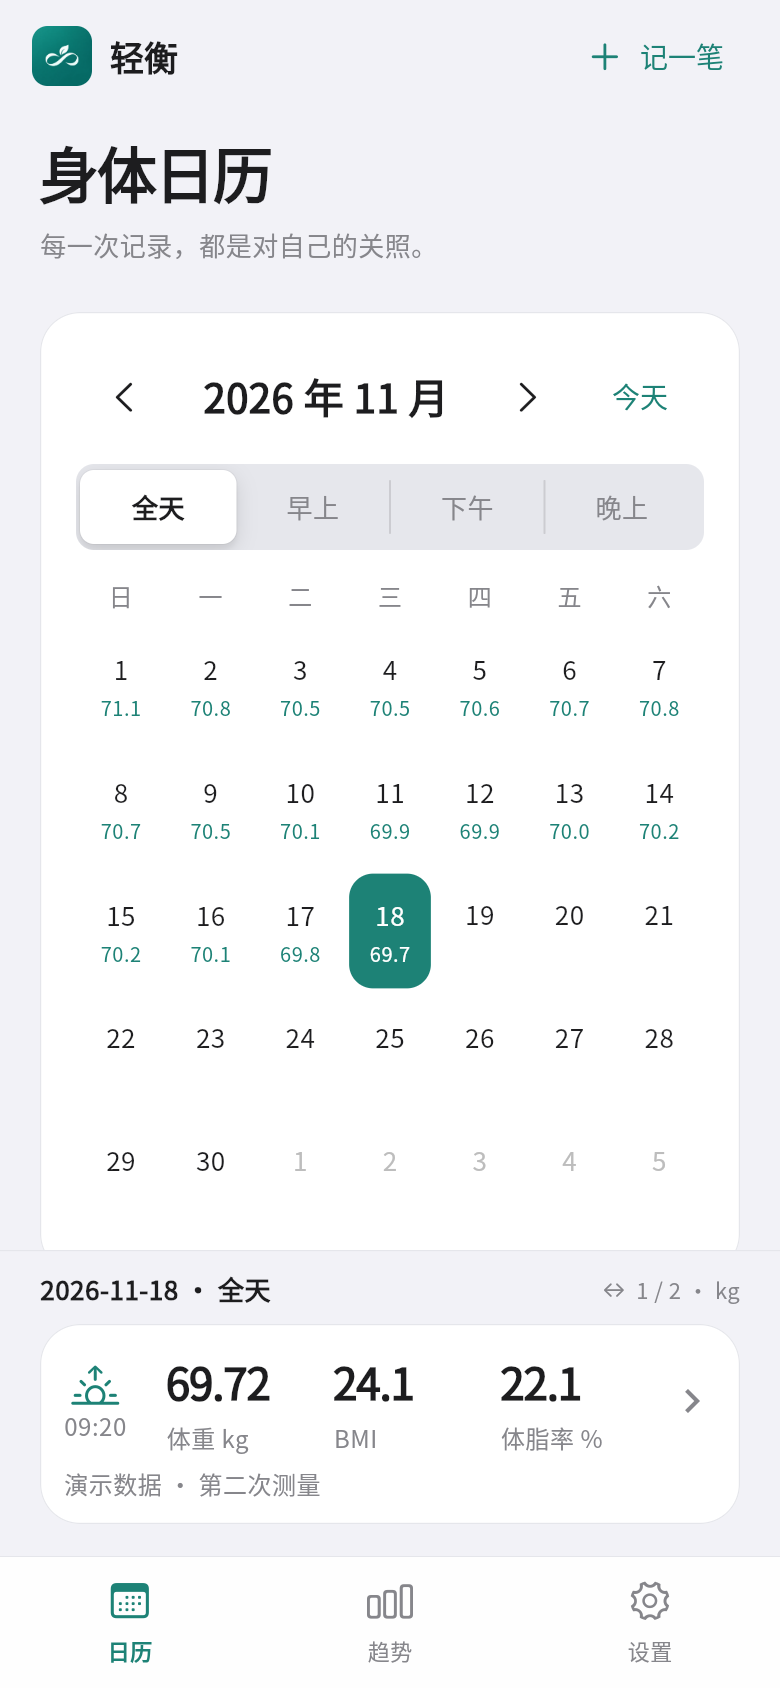 轻衡
记一笔
身体日历
每一次记录，都是对自己的关照。
2026 年 11 月
今天
全天 早上 下午 晚上
日 一 二 三 四 五 六
1 2 3 4 5 6 7
71.1 70.8 70.5 70.5 70.6 70.7 70.8
8 9 10 11 12 13 14
70.7 70.5 70.1 69.9 69.9 70.0 70.2
15 16 17 18 19 20 21
70.2 70.1 69.8 69.7
22 23 24 25 26 27 28
29 30 1 2 3 4 5
2026-11-18 · 全天
↔ 1 / 2 · kg
69.72 24.1 22.1
09:20 体重 kg BMI 体脂率 %
演示数据 · 第二次测量
日历 趋势 设置